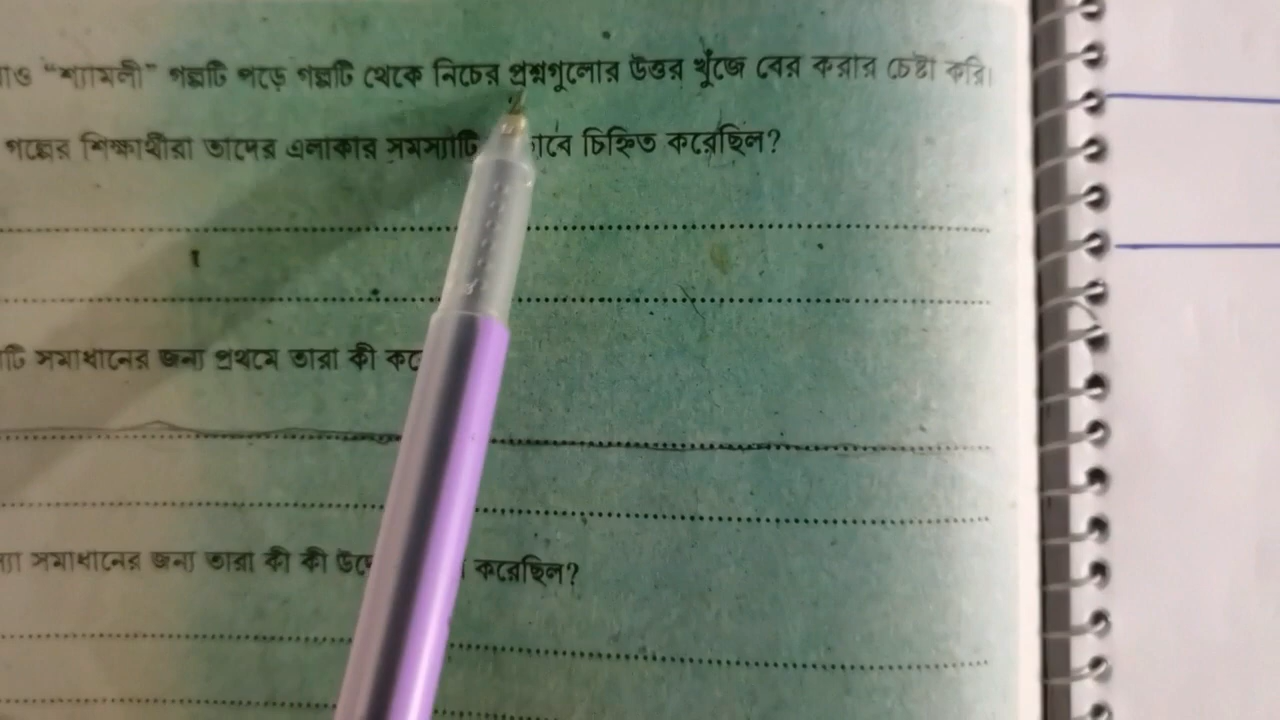 "শ্যামলী" গল্পটি পড়ে গল্পটি থেকে নিচের প্রশ্নগুলোর উত্তর খুঁজে বের করার চেষ্টা করি।
গল্পের শিক্ষার্থীরা তাদের এলাকার সমস্যাটি চিহ্নিত করেছিল?
সমাধানের জন্য প্রথমে তারা কী
সমাধানের জন্য তারা কী কী করেছিল?